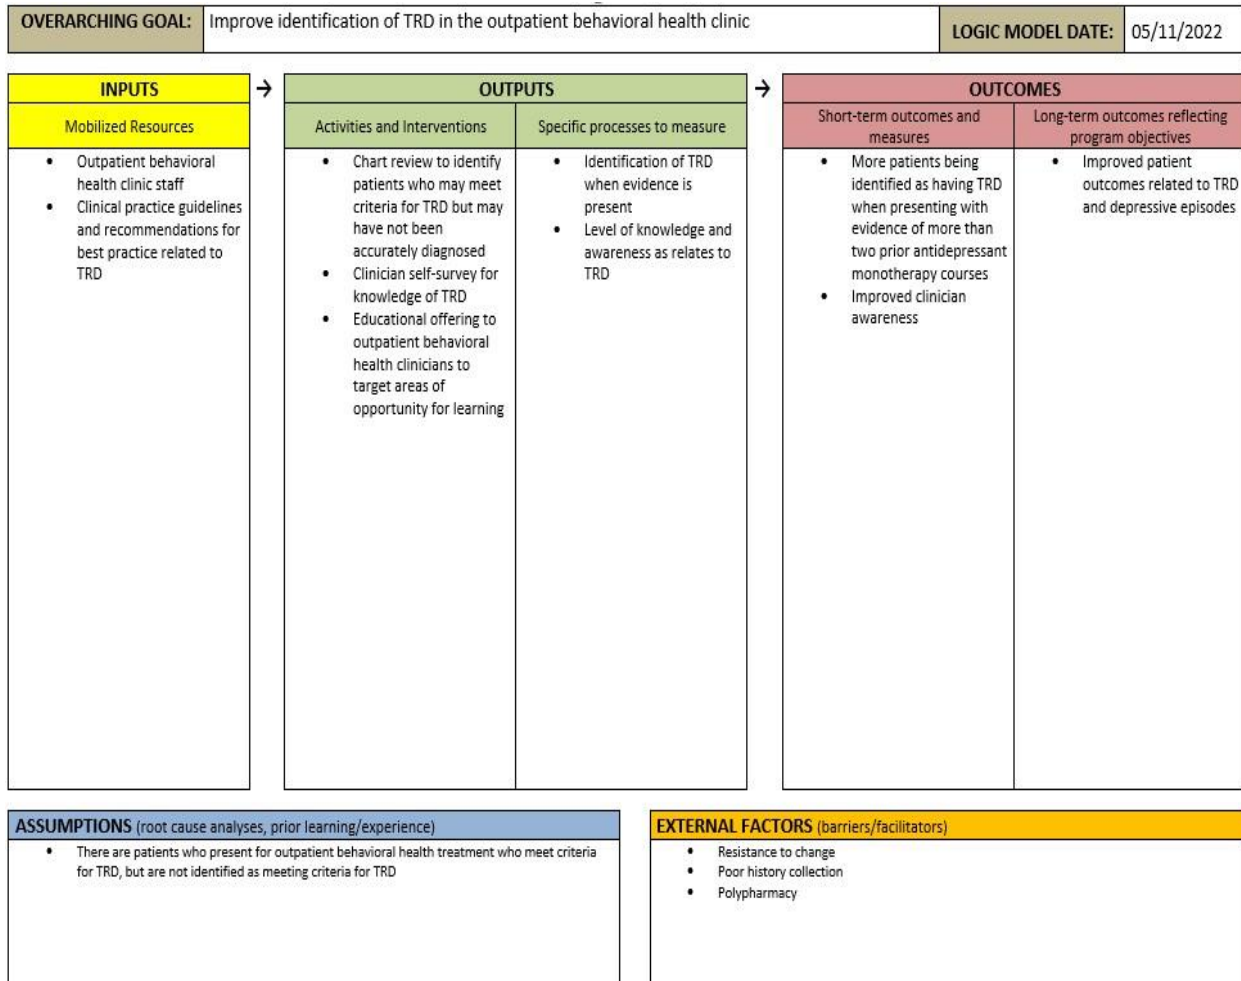 OVERARCHING GOAL: Improve identification of TRD in the outpatient behavioral health clinic
LOGIC MODEL DATE: 05/11/2022
INPUTS
→
OUTPUTS
→
OUTCOMES
Mobilized Resources
Activities and Interventions
Specific processes to measure
Short-term outcomes and
measures
Long-term outcomes reflecting
program objectives
• Outpatient behavioral
health clinic staff
• Clinical practice guidelines
and recommendations for
best practice related to
TRD
• Chart review to identify
patients who may meet
criteria for TRD but may
have not been
accurately diagnosed
• Clinician self-survey for
knowledge of TRD
• Educational offering to
outpatient behavioral
health clinicians to
target areas of
opportunity for learning
• Identification of TRD
when evidence is
present
• Level of knowledge and
awareness as relates to
TRD
• More patients being
identified as having TRD
when presenting with
evidence of more than
two prior antidepressant
monotherapy courses
• Improved clinician
awareness
• Improved patient
outcomes related to TRD
and depressive episodes
ASSUMPTIONS (root cause analyses, prior learning/experience)
• There are patients who present for outpatient behavioral health treatment who meet criteria
for TRD, but are not identified as meeting criteria for TRD
EXTERNAL FACTORS (barriers/facilitators)
• Resistance to change
• Poor history collection
• Polypharmacy